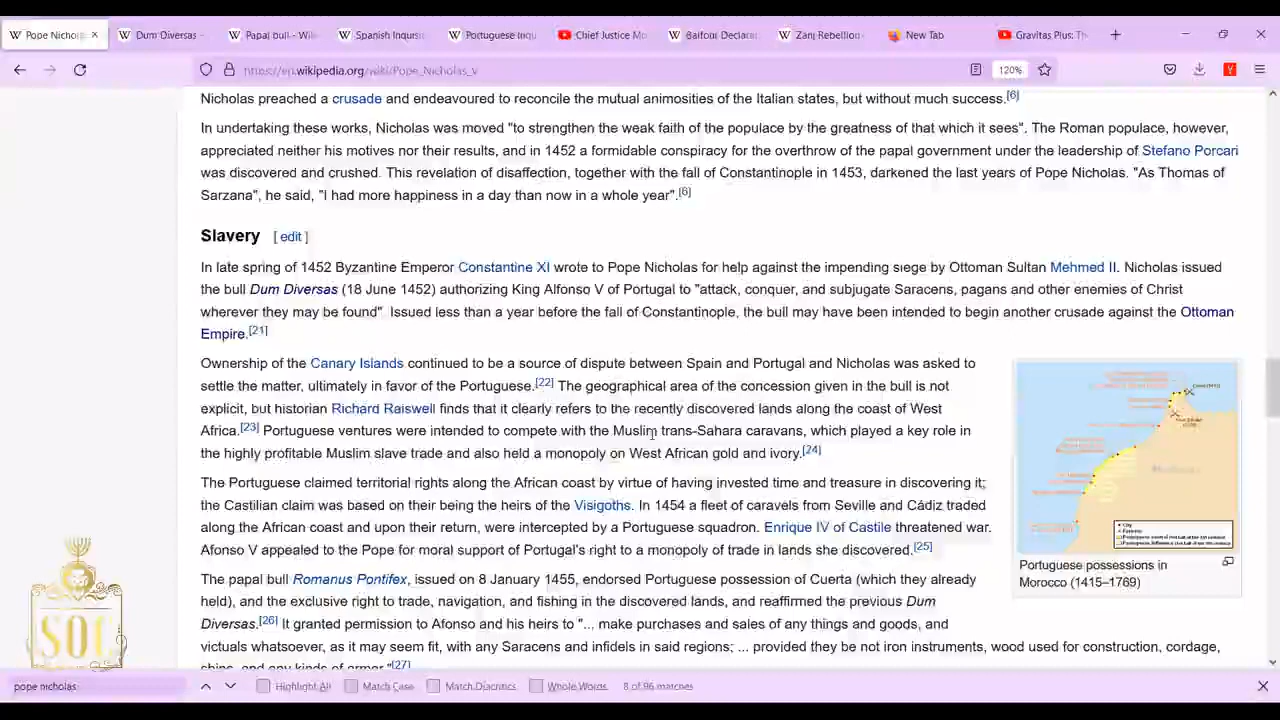 Pope Nichola
Dum Diversas -
Papal bull - Wiki
Spanish Inquisi
Portuguese Inqu
Chief Justice Mo
Balfour Declarat
Zanj Rebellion -
New Tab
Gravitas Plus: Th
https://en.wikipedia.org/wiki/Pope_Nicholas_V
120%
Nicholas preached a crusade and endeavoured to reconcile the mutual animosities of the Italian states, but without much success.[6]
In undertaking these works, Nicholas was moved "to strengthen the weak faith of the populace by the greatness of that which it sees". The Roman populace, however,
appreciated neither his motives nor their results, and in 1452 a formidable conspiracy for the overthrow of the papal government under the leadership of Stefano Porcari
was discovered and crushed. This revelation of disaffection, together with the fall of Constantinople in 1453, darkened the last years of Pope Nicholas. "As Thomas of
Sarzana", he said, "I had more happiness in a day than now in a whole year".[6]
Slavery [ edit ]
In late spring of 1452 Byzantine Emperor Constantine XI wrote to Pope Nicholas for help against the impending siege by Ottoman Sultan Mehmed II. Nicholas issued
the bull Dum Diversas (18 June 1452) authorizing King Alfonso V of Portugal to "attack, conquer, and subjugate Saracens, pagans and other enemies of Christ
wherever they may be found". Issued less than a year before the fall of Constantinople, the bull may have been intended to begin another crusade against the Ottoman
Empire.[21]
Ownership of the Canary Islands continued to be a source of dispute between Spain and Portugal and Nicholas was asked to
settle the matter, ultimately in favor of the Portuguese.[22] The geographical area of the concession given in the bull is not
explicit, but historian Richard Raiswell finds that it clearly refers to the recently discovered lands along the coast of West
Africa.[23] Portuguese ventures were intended to compete with the Muslim trans-Sahara caravans, which played a key role in
the highly profitable Muslim slave trade and also held a monopoly on West African gold and ivory.[24]
The Portuguese claimed territorial rights along the African coast by virtue of having invested time and treasure in discovering it;
the Castilian claim was based on their being the heirs of the Visigoths. In 1454 a fleet of caravels from Seville and Cádiz traded
along the African coast and upon their return, were intercepted by a Portuguese squadron. Enrique IV of Castile threatened war.
Afonso V appealed to the Pope for moral support of Portugal's right to a monopoly of trade in lands she discovered.[25]
Portuguese possessions in
Morocco (1415–1769)
The papal bull Romanus Pontifex, issued on 8 January 1455, endorsed Portuguese possession of Cuerta (which they already
held), and the exclusive right to trade, navigation, and fishing in the discovered lands, and reaffirmed the previous Dum
Diversas.[26] It granted permission to Afonso and his heirs to "... make purchases and sales of any things and goods, and
victuals whatsoever, as it may seem fit, with any Saracens and infidels in said regions; ... provided they be not iron instruments, wood used for construction, cordage,
ships, and any kinds of armor."[27]
SOL
pope nicholas
Highlight All
Match Case
Match Diacritics
Whole Words
8 of 96 matches